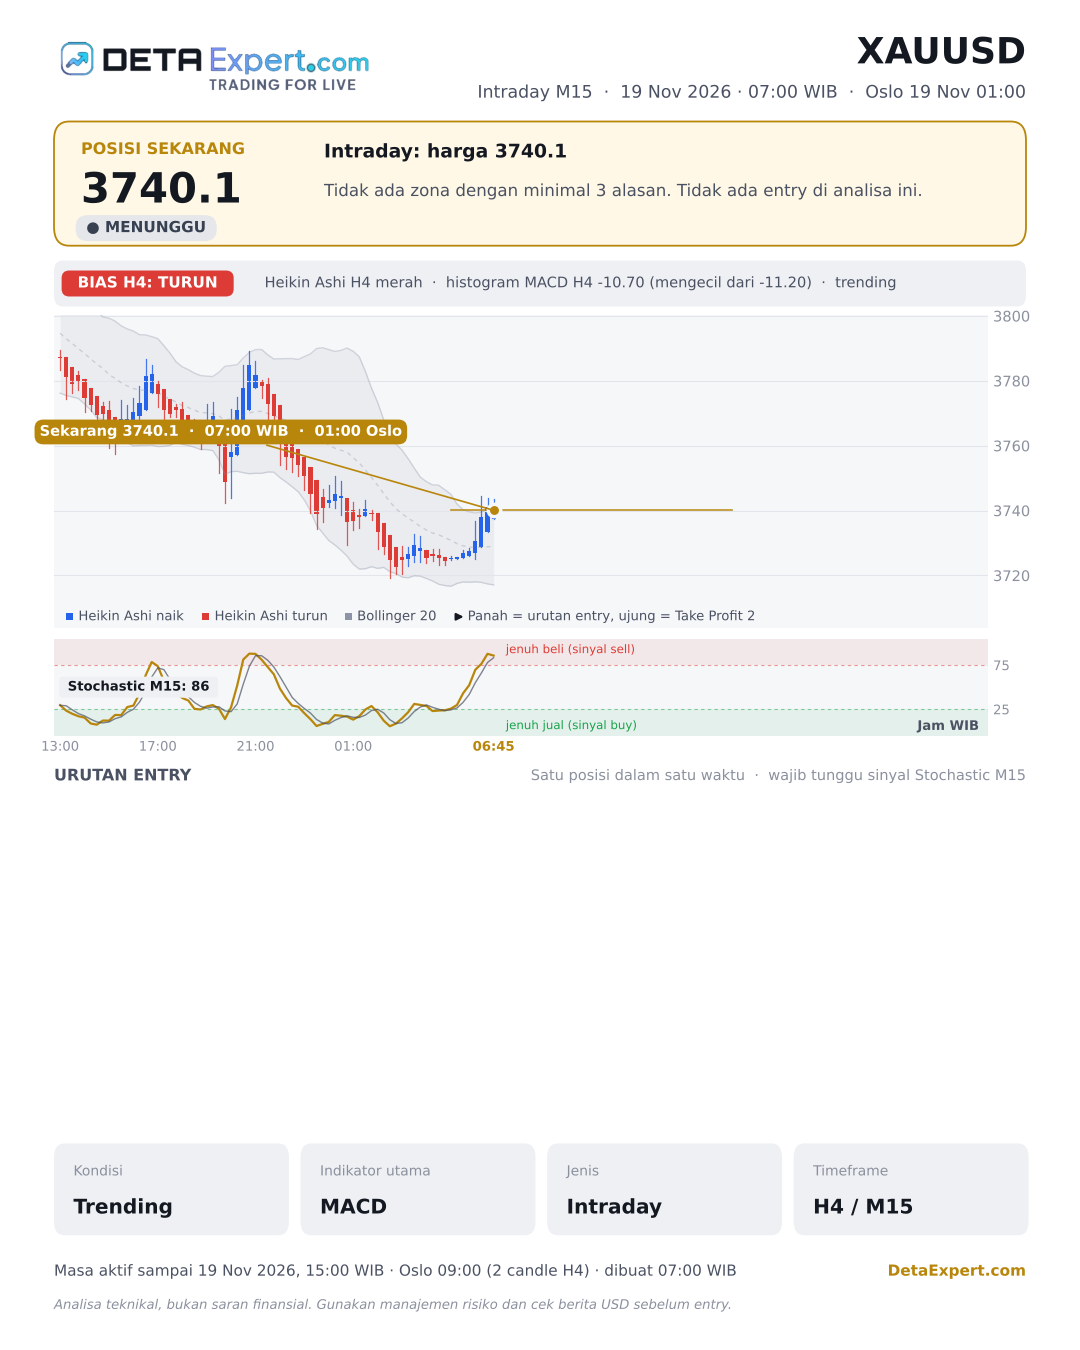 DETA Expert.com
TRADING FOR LIVE
XAUUSD
Intraday M15 · 19 Nov 2026 · 07:00 WIB · Oslo 19 Nov 01:00
POSISI SEKARANG
3740.1
MENUNGGU
Intraday: harga 3740.1
Tidak ada zona dengan minimal 3 alasan. Tidak ada entry di analisa ini.
BIAS H4: TURUN
Heikin Ashi H4 merah · histogram MACD H4 -10.70 (mengecil dari -11.20) · trending
3800
3780
3760
3740
3720
Sekarang 3740.1 · 07:00 WIB · 01:00 Oslo
Heikin Ashi naik
Heikin Ashi turun
Bollinger 20
Panah = urutan entry, ujung = Take Profit 2
jenuh beli (sinyal sell)
75
Stochastic M15: 86
25
jenuh jual (sinyal buy)
Jam WIB
13:00 17:00 21:00 01:00 06:45
URUTAN ENTRY
Satu posisi dalam satu waktu · wajib tunggu sinyal Stochastic M15
Kondisi
Trending
Indikator utama
MACD
Jenis
Intraday
Timeframe
H4 / M15
Masa aktif sampai 19 Nov 2026, 15:00 WIB · Oslo 09:00 (2 candle H4) · dibuat 07:00 WIB
DetaExpert.com
Analisa teknikal, bukan saran finansial. Gunakan manajemen risiko dan cek berita USD sebelum entry.